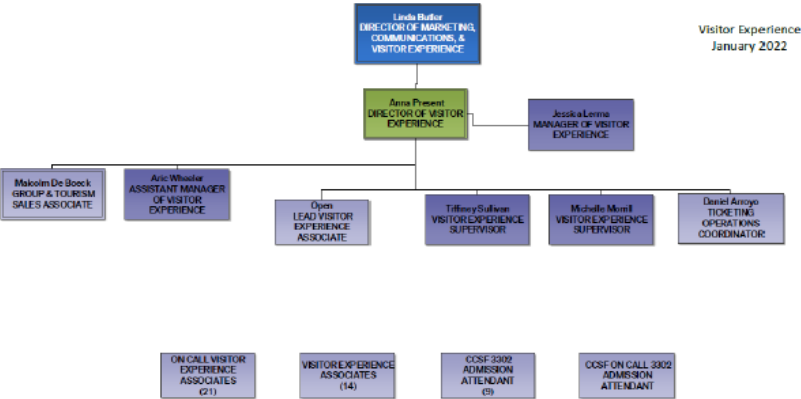 Visitor Experience
January 2022
Linda Butler
DIRECTOR OF MARKETING,
COMMUNICATIONS, &
VISITOR EXPERIENCE
Anna Present
DIRECTOR OF VISITOR
EXPERIENCE
Jessica Lerma
MANAGER OF VISITOR
EXPERIENCE
Malcolm De Boeck
GROUP & TOURISM
SALES ASSOCIATE
Aric Wheeler
ASSISTANT MANAGER
OF VISITOR
EXPERIENCE
Open
LEAD VISITOR
EXPERIENCE
ASSOCIATE
Tiffiney Sullivan
VISITOR EXPERIENCE
SUPERVISOR
Michelle Morrill
VISITOR EXPERIENCE
SUPERVISOR
Daniel Arroyo
TICKETING
OPERATIONS
COORDINATOR
ON CALL VISITOR
EXPERIENCE
ASSOCIATES
(21)
VISITOR EXPERIENCE
ASSOCIATES
(14)
CCSF 3302
ADMISSION
ATTENDANT
(9)
CCSF ON CALL 3302
ADMISSION
ATTENDANT